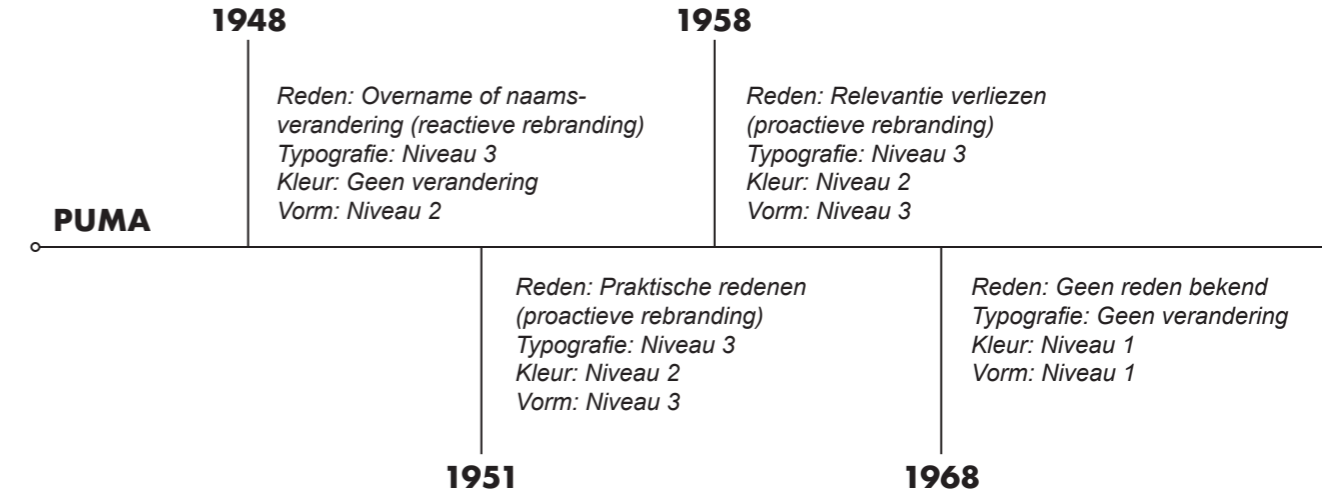 1948
1958
Reden: Overname of naams-
verandering (reactieve rebranding)
Typografie: Niveau 3
Kleur: Geen verandering
Vorm: Niveau 2
Reden: Relevantie verliezen
(proactieve rebranding)
Typografie: Niveau 3
Kleur: Niveau 2
Vorm: Niveau 3
PUMA
Reden: Praktische redenen
(proactieve rebranding)
Typografie: Niveau 3
Kleur: Niveau 2
Vorm: Niveau 3
Reden: Geen reden bekend
Typografie: Geen verandering
Kleur: Niveau 1
Vorm: Niveau 1
1951
1968